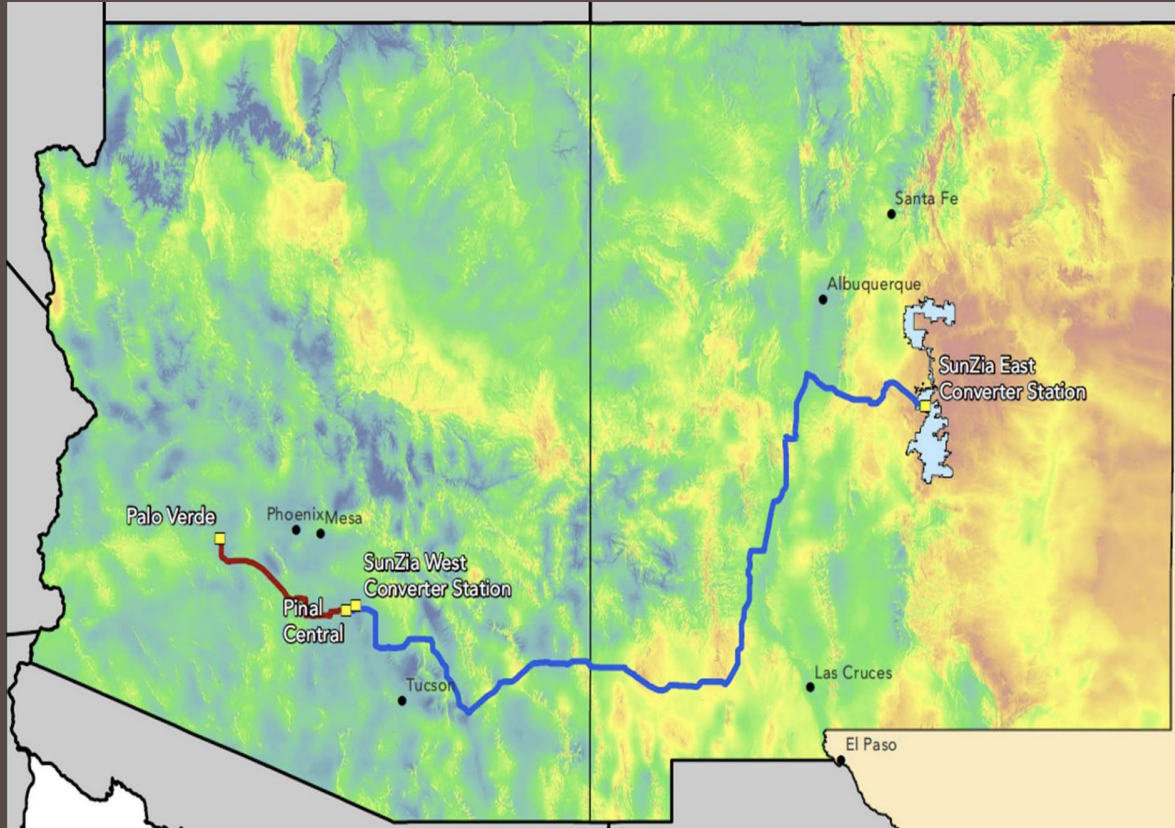 Santa Fe
Albuquerque
SunZia East
Converter Station
Palo Verde
Phoenix
Mesa
SunZia West
Converter Station
Pinal
Central
Tucson
Las Cruces
El Paso